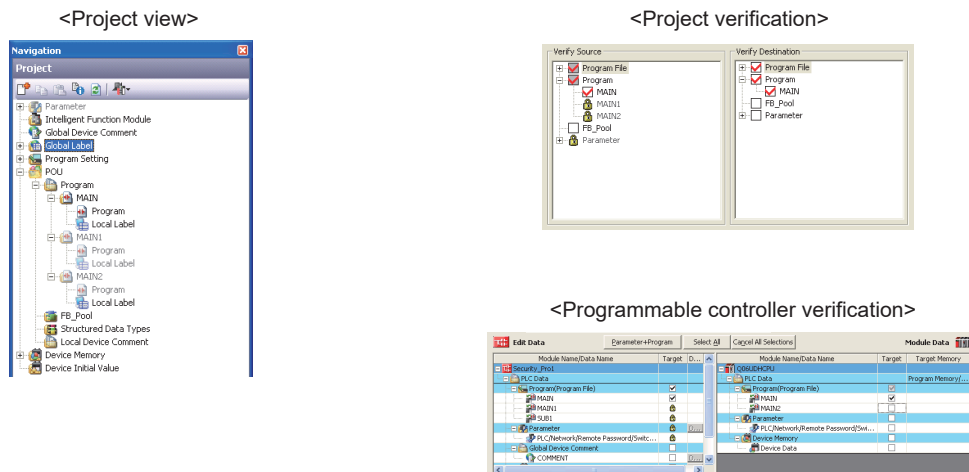 <Project view>
Navigation
Project
Parameter
Intelligent Function Module
Global Device Comment
Global Label
Program Setting
POU
Program
MAIN
Program
Local Label
MAIN1
Program
Local Label
MAIN2
Program
Local Label
FB_Pool
Structured Data Types
Local Device Comment
Device Memory
Device Initial Value
<Project verification>
Verify Source
Program File
Program
MAIN
MAIN1
MAIN2
FB_Pool
Parameter
Verify Destination
Program File
Program
MAIN
FB_Pool
Parameter
<Programmable controller verification>
Edit Data Parameter+Program Select All Cancel All Selections Module Data
Module Name/Data Name Target D...
Security_Pro1
PLC Data
Program(Program File)
MAIN
MAIN1
SUB1
Parameter
PLC/Network/Remote Password/Switc...
Global Device Comment
COMMENT
Module Name/Data Name Target Target Memory
Q06UDHCPU
PLC Data Program Memory/...
Program(Program File)
MAIN
MAIN2
Parameter
PLC/Network/Remote Password/Swi...
Device Memory
Device Data